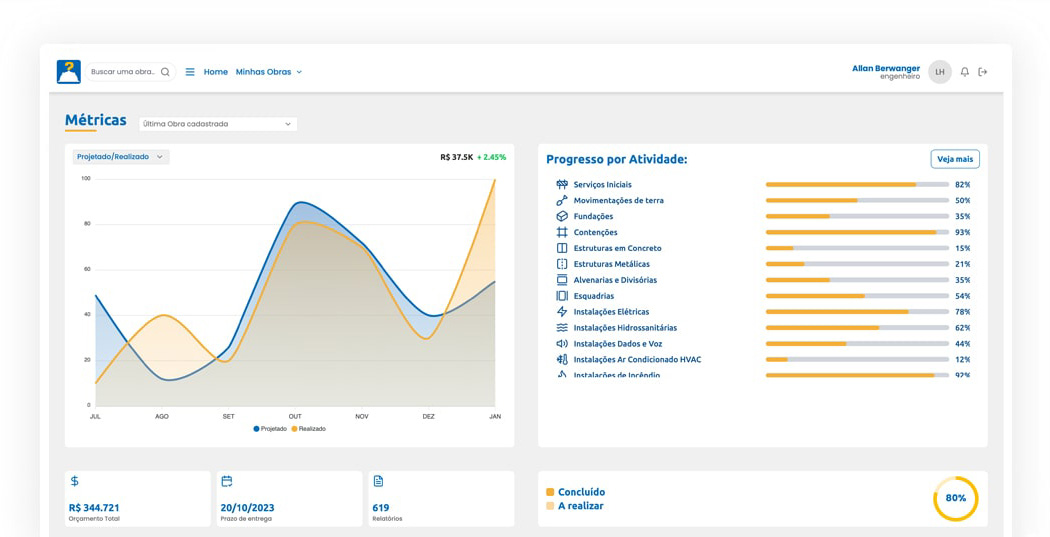 ?
Buscar uma obra..
Home
Minhas Obras
Allan Berwanger
engenheiro
LH
Métricas
Última Obra cadastrada
Projetado/Realizado
R$ 37.5K + 2.45%
100
80
60
40
20
0
JUL AGO SET OUT NOV DEZ JAN
Projetado Realizado
Progresso por Atividade:
Veja mais
Serviços Iniciais 82%
Movimentações de terra 50%
Fundações 35%
Contenções 93%
Estruturas em Concreto 15%
Estruturas Metálicas 21%
Alvenarias e Divisórias 35%
Esquadrias 54%
Instalações Elétricas 78%
Instalações Hidrossanitárias 62%
Instalações Dados e Voz 44%
Instalações Ar Condicionado HVAC 12%
Instalações de Incêndio 92%
R$ 344.721
Orçamento Total
20/10/2023
Prazo de entrega
619
Relatórios
Concluído
A realizar
80%